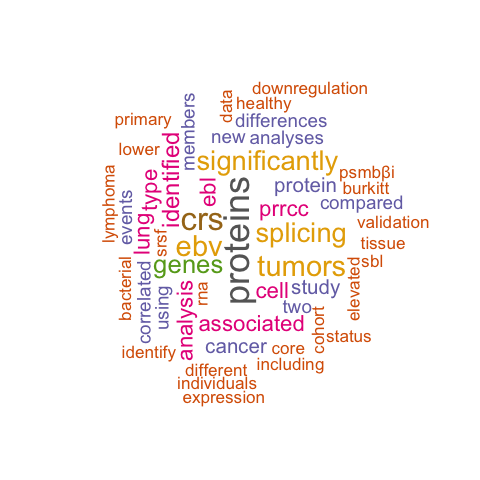 downregulation
data
healthy
members
primary
differences
new
analyses
lower
identified
significantly
lymphoma
type
ebl
protein
psmbβi
burkitt
proteins
prrcc
compared
events
lung
crs
srsf
ebv
splicing
validation
tissue
genes
tumors
sbl
bacterial
correlated
using
analysis
rna
cell
study
elevated
two
associated
cohort
status
identify
cancer
core
including
different
individuals
expression